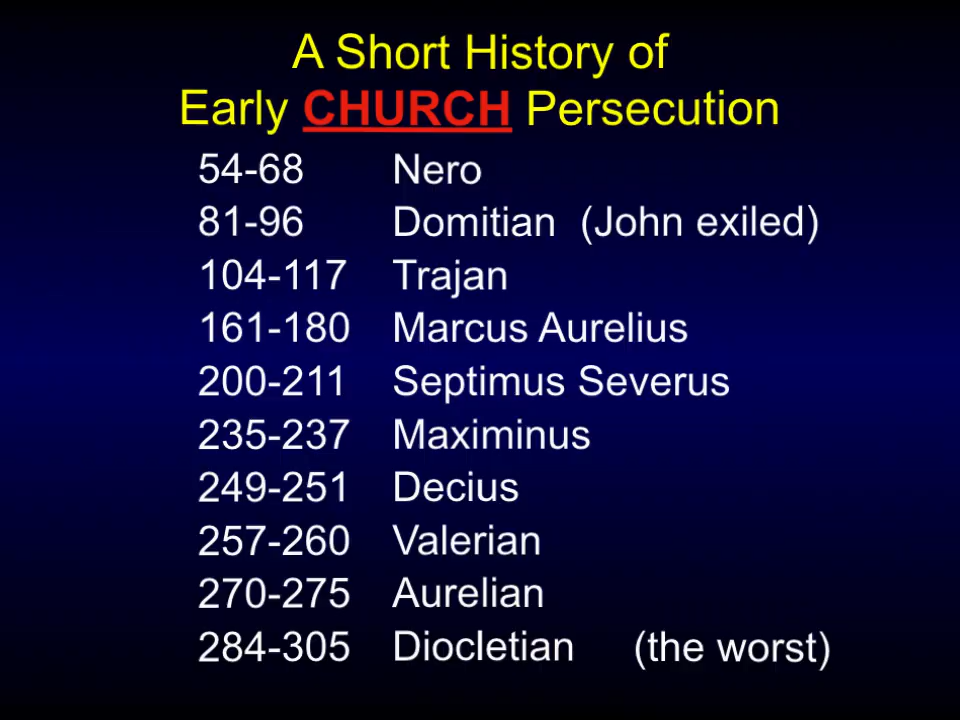 A Short History of
Early CHURCH Persecution
54-68 Nero
81-96 Domitian (John exiled)
104-117 Trajan
161-180 Marcus Aurelius
200-211 Septimus Severus
235-237 Maximinus
249-251 Decius
257-260 Valerian
270-275 Aurelian
284-305 Diocletian (the worst)